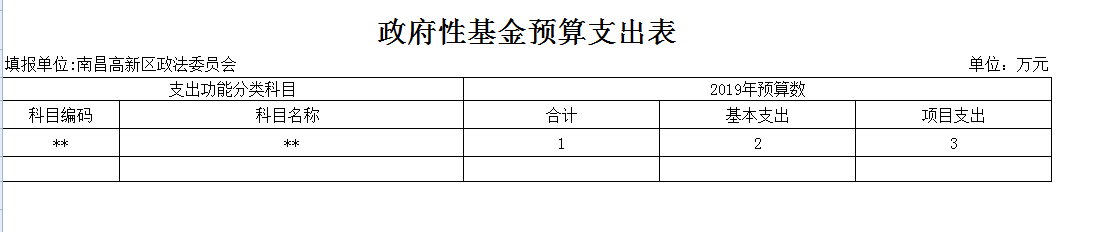 政府性基金预算支出表
填报单位:南昌高新区政法委员会 单位：万元
支出功能分类科目 2019年预算数
科目编码 科目名称 合计 基本支出 项目支出
** ** 1 2 3